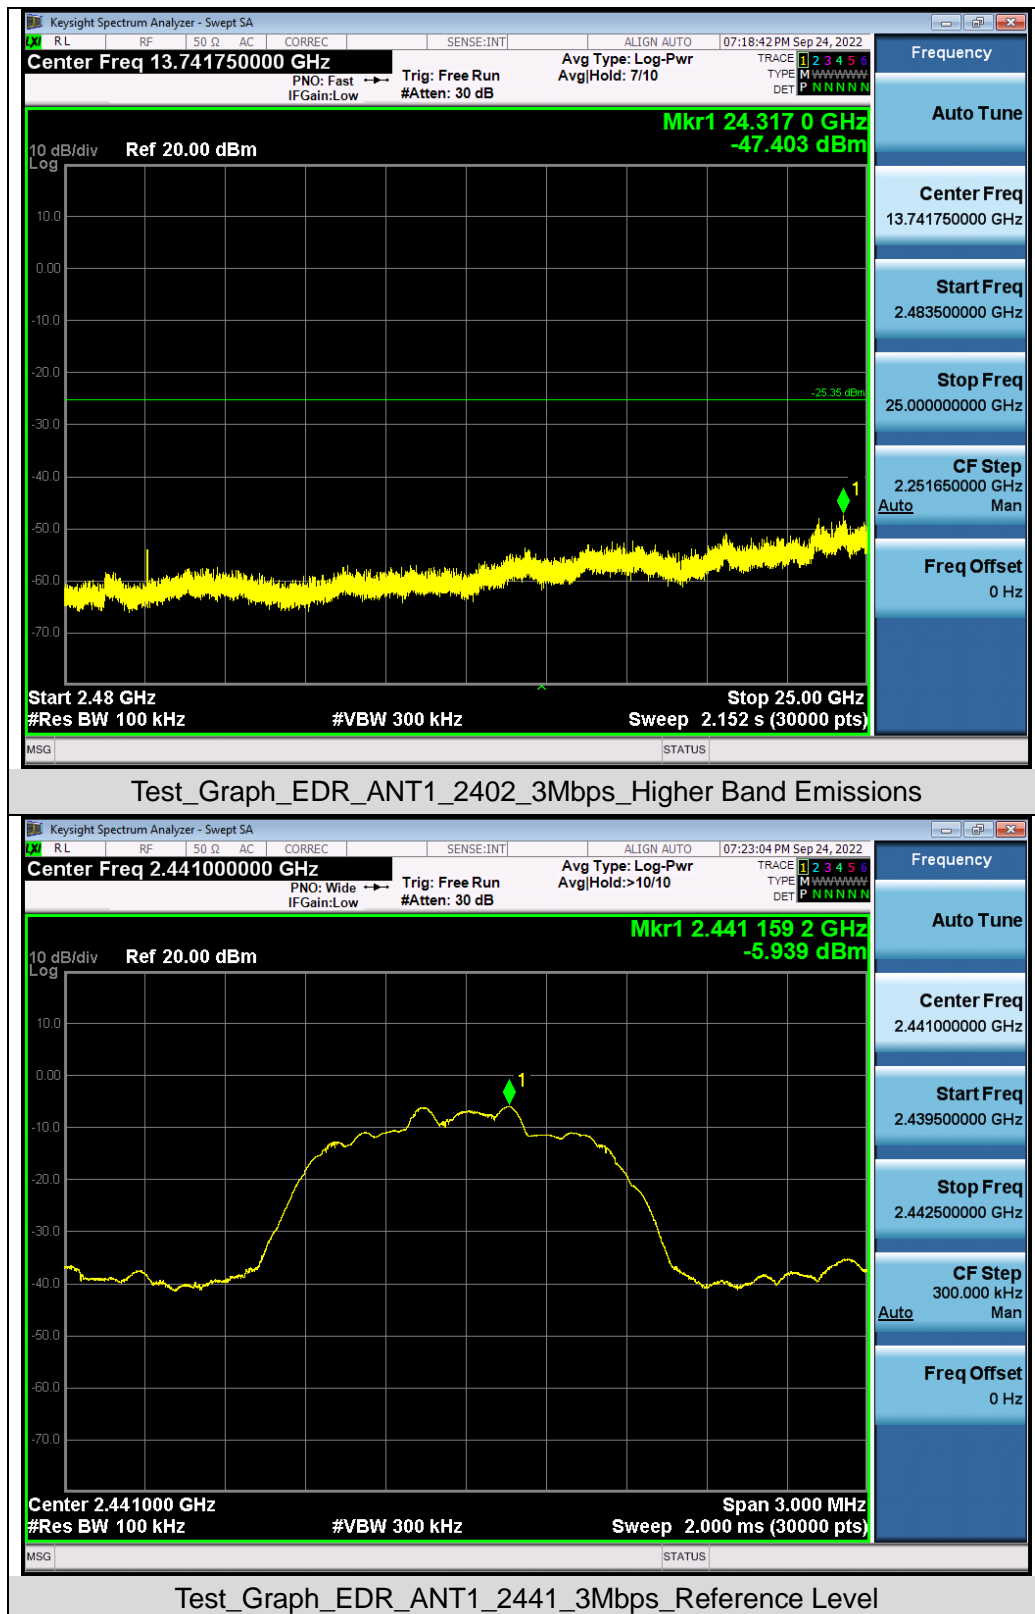 Keysight Spectrum Analyzer - Swept SA
LXI RL RF 50 Ω AC CORREC SENSE:INT ALIGN AUTO 07:18:42 PM Sep 24, 2022
Center Freq 13.741750000 GHz
PNO: Fast
IFGain:Low
Trig: Free Run
#Atten: 30 dB
Avg Type: Log-Pwr
Avg|Hold: 7/10
TRACE 1 2 3 4 5 6
TYPE M WWWWW
DET P N N N N N
Frequency
Auto Tune
Center Freq
13.741750000 GHz
Start Freq
2.483500000 GHz
Stop Freq
25.000000000 GHz
CF Step
2.251650000 GHz
Auto Man
Freq Offset
0 Hz
Mkr1 24.317 0 GHz
-47.403 dBm
10 dB/div Ref 20.00 dBm
Log
10.0
0.00
-10.0
-20.0
-25.35 dBm
-30.0
-40.0
1
-50.0
-60.0
-70.0
Start 2.48 GHz Stop 25.00 GHz
#Res BW 100 kHz #VBW 300 kHz Sweep 2.152 s (30000 pts)
MSG STATUS
Test_Graph_EDR_ANT1_2402_3Mbps_Higher Band Emissions
Keysight Spectrum Analyzer - Swept SA
LXI RL RF 50 Ω AC CORREC SENSE:INT ALIGN AUTO 07:23:04 PM Sep 24, 2022
Center Freq 2.441000000 GHz
PNO: Wide
IFGain:Low
Trig: Free Run
#Atten: 30 dB
Avg Type: Log-Pwr
Avg|Hold:>10/10
TRACE 1 2 3 4 5 6
TYPE M WWWWW
DET P N N N N N
Frequency
Auto Tune
Center Freq
2.441000000 GHz
Start Freq
2.439500000 GHz
Stop Freq
2.442500000 GHz
CF Step
300.000 kHz
Auto Man
Freq Offset
0 Hz
Mkr1 2.441 159 2 GHz
-5.939 dBm
10 dB/div Ref 20.00 dBm
Log
10.0
0.00
1
-10.0
-20.0
-30.0
-40.0
-50.0
-60.0
-70.0
Center 2.441000 GHz Span 3.000 MHz
#Res BW 100 kHz #VBW 300 kHz Sweep 2.000 ms (30000 pts)
MSG STATUS
Test_Graph_EDR_ANT1_2441_3Mbps_Reference Level